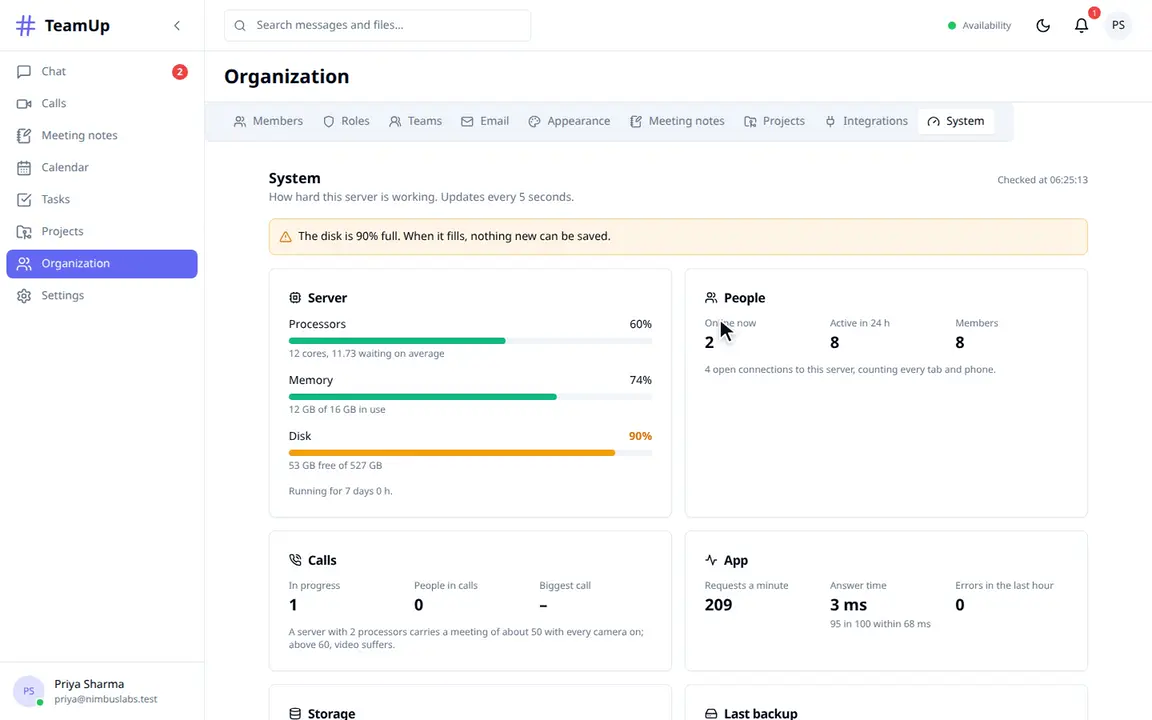 TeamUp
Search messages and files...
Availability
1
PS
Chat
2
Calls
Meeting notes
Calendar
Tasks
Projects
Organization
Settings
Organization
Members
Roles
Teams
Email
Appearance
Meeting notes
Projects
Integrations
System
System
Checked at 06:25:13
How hard this server is working. Updates every 5 seconds.
The disk is 90% full. When it fills, nothing new can be saved.
Server
Processors 60%
12 cores, 11.73 waiting on average
Memory 74%
12 GB of 16 GB in use
Disk 90%
53 GB free of 527 GB
Running for 7 days 0 h.
People
Online now Active in 24 h Members
2 8 8
4 open connections to this server, counting every tab and phone.
Calls
In progress People in calls Biggest call
1 0 –
A server with 2 processors carries a meeting of about 50 with every camera on;
above 60, video suffers.
App
Requests a minute Answer time Errors in the last hour
209 3 ms 0
95 in 100 within 68 ms
Storage
Last backup
PS
Priya Sharma
priya@nimbuslabs.test